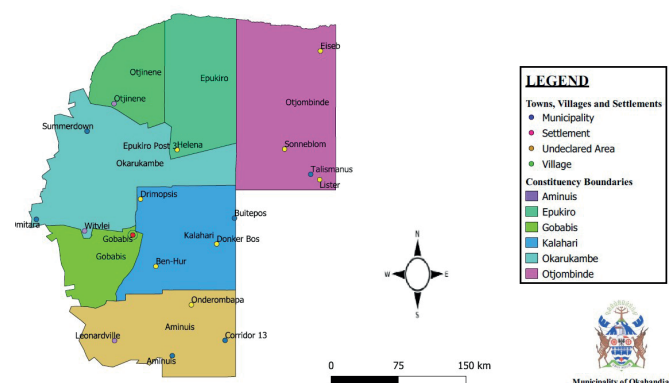 Eiseb
Otjinene
Epukiro
Otjinene
Otjombinde
Summerdown
Epukiro Post 3
Helena
Sonneblom
Okarukambe
Talismanus
Lister
Drimopsis
Buitepos
mitara
Witvlei
Kalahari
Gobabis
Donker Bos
Gobabis
Ben-Hur
Onderombapa
Aminuis
Leonardville
Corridor 13
Aminuis
N
W
E
S
0
75
150 km
LEGEND
Towns, Villages and Settlements
Municipality
Settlement
Undeclared Area
Village
Constituency Boundaries
Aminuis
Epukiro
Gobabis
Kalahari
Okarukambe
Otjombinde
Municipality of Okahandja